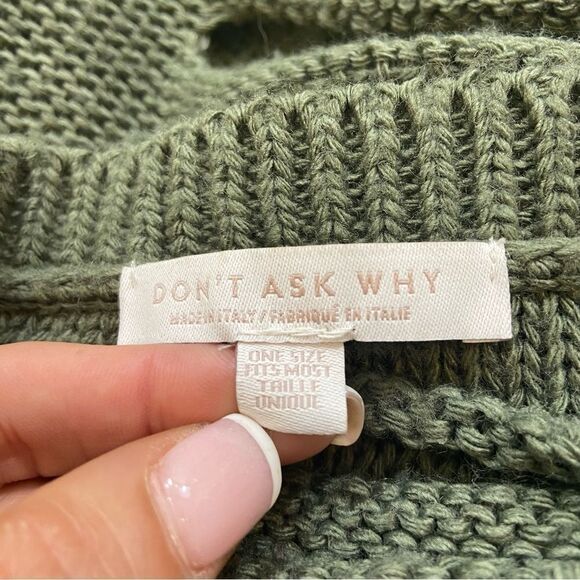 DON'T ASK WHY
MADE IN ITALY / FABRIQUÉ EN ITALIE
ONE SIZE
FITS MOST
TAILLE
UNIQUE